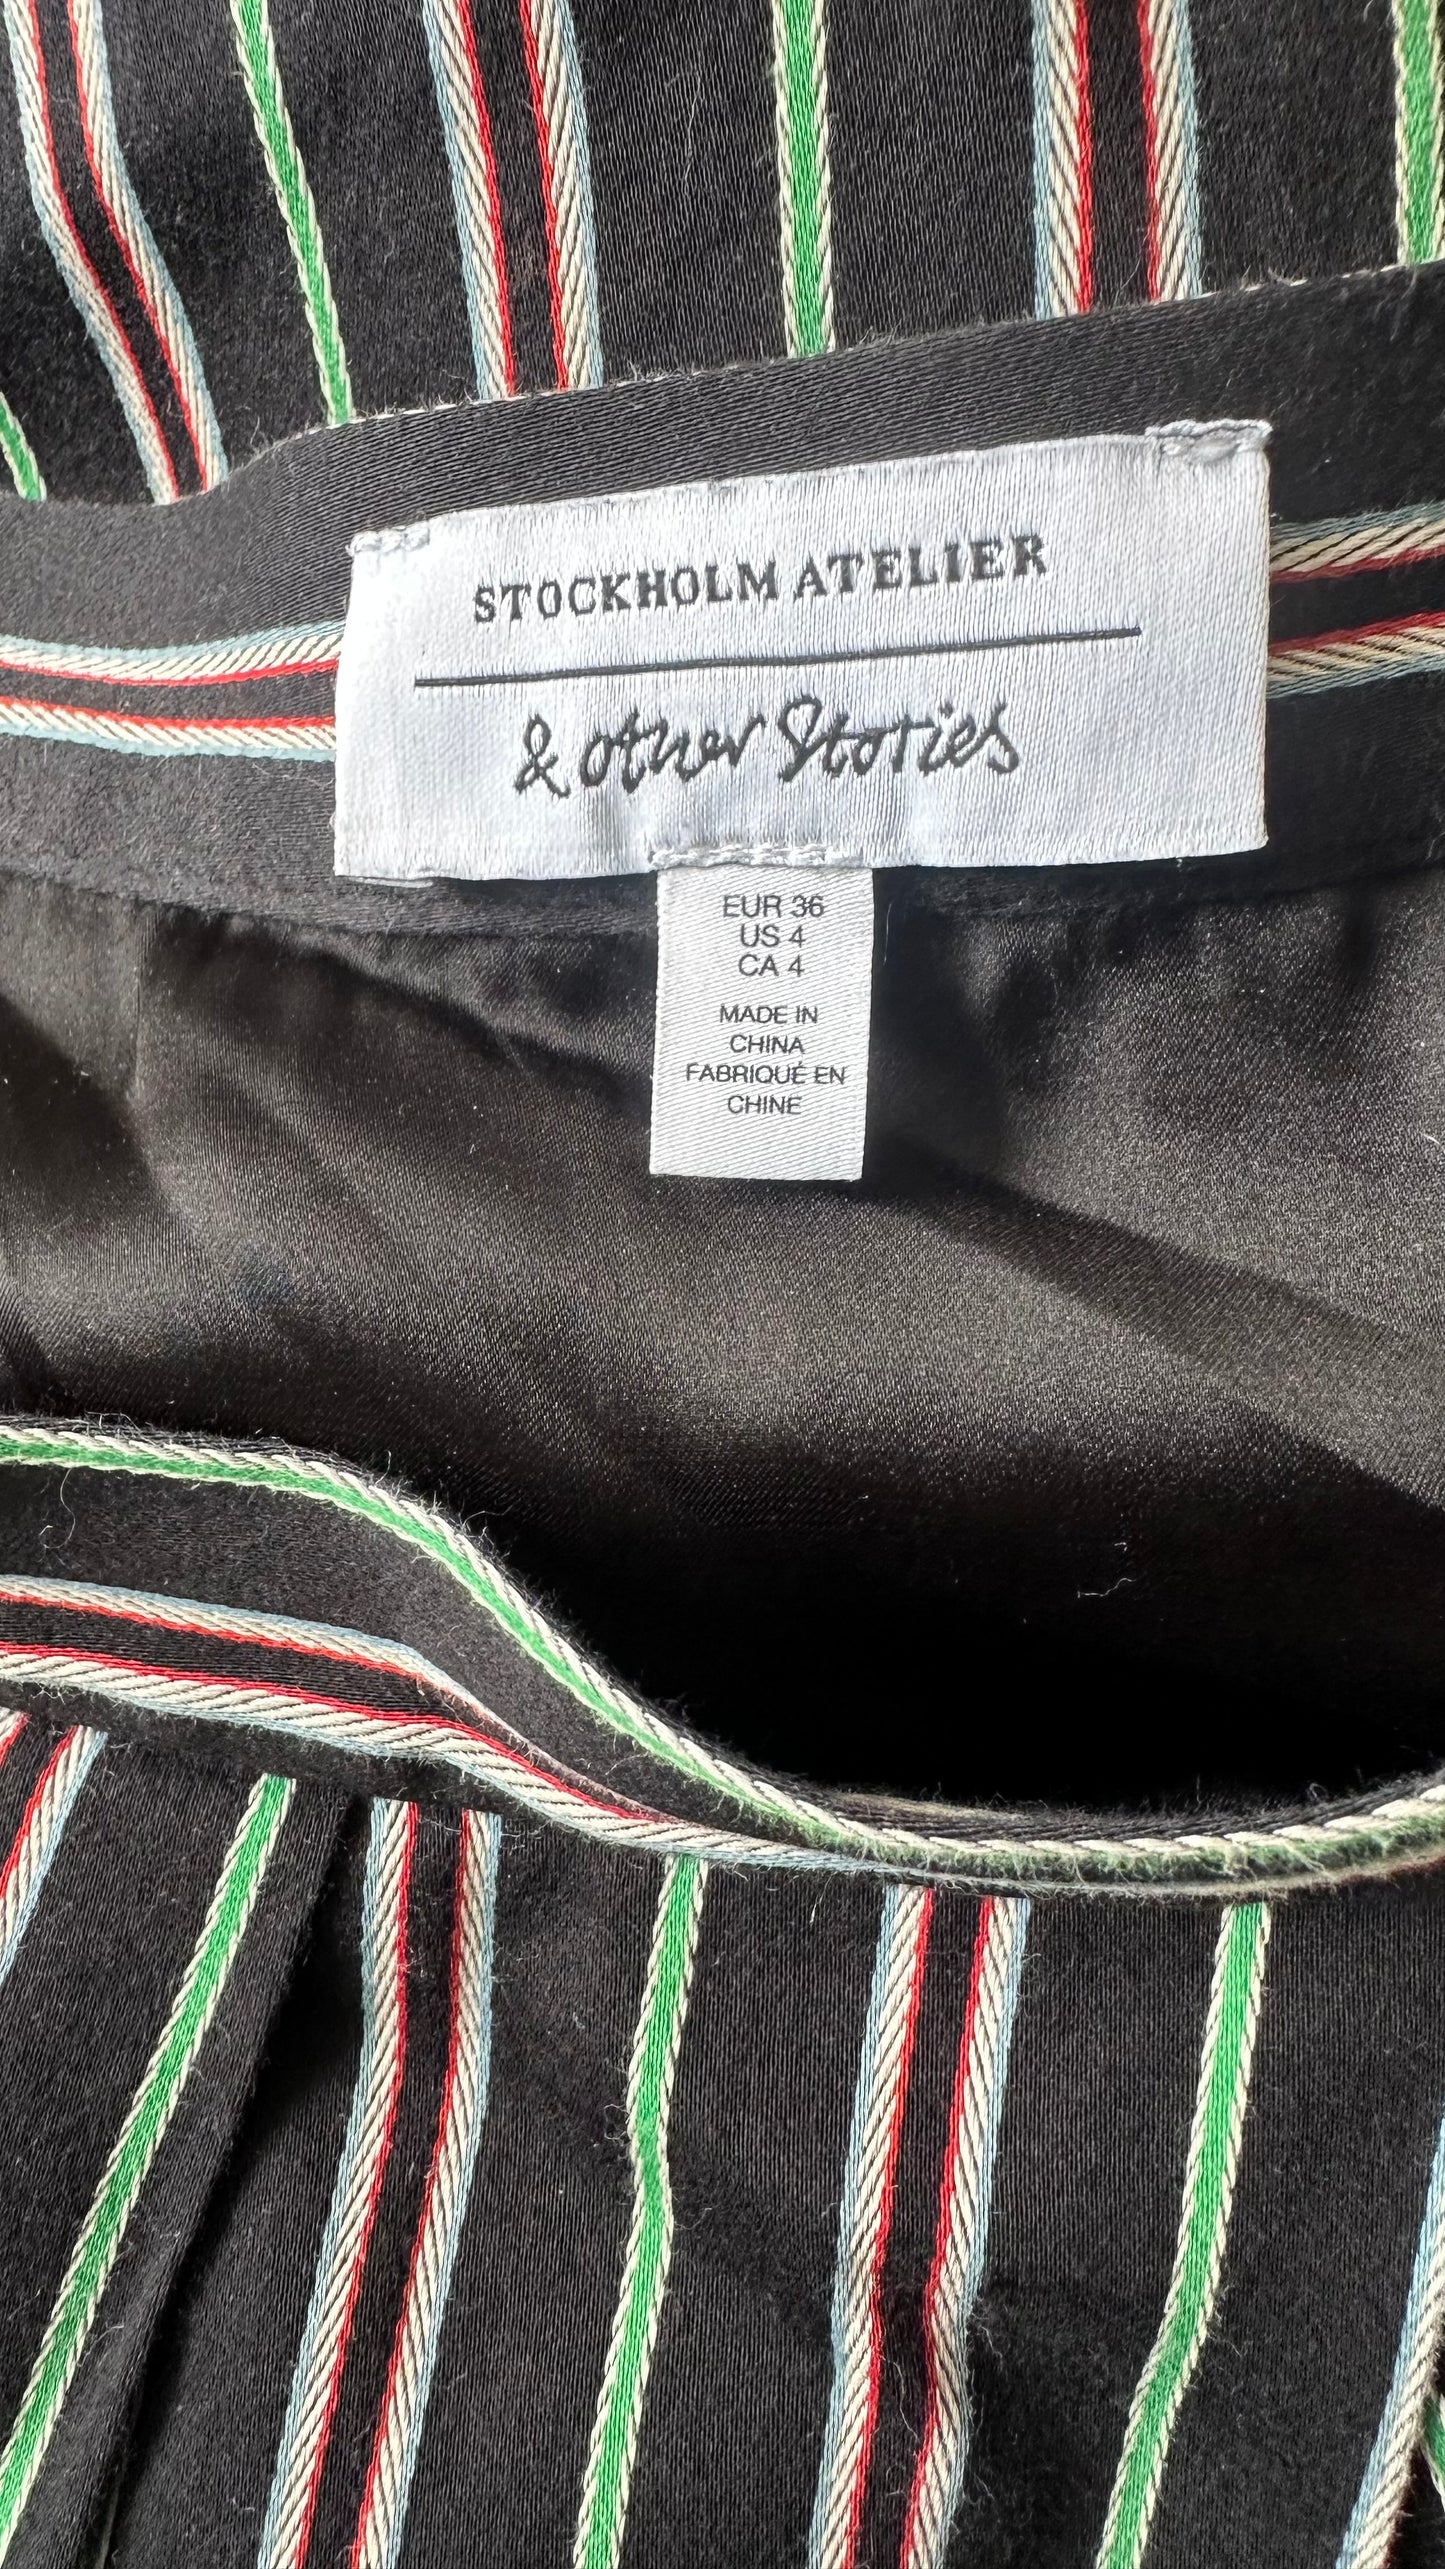 STOCKHOLM ATELIER
& other Stories
EUR 36
US 4
CA 4
MADE IN
CHINA
FABRIQUÉ EN
CHINE